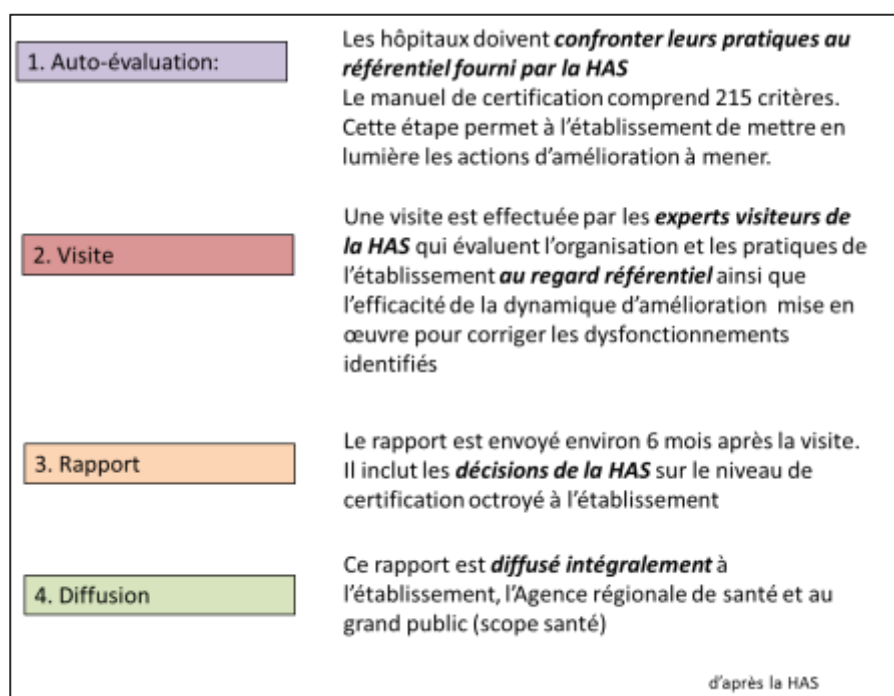 1. Auto-évaluation:
Les hôpitaux doivent confronter leurs pratiques au
référentiel fourni par la HAS
Le manuel de certification comprend 215 critères.
Cette étape permet à l'établissement de mettre en
lumière les actions d'amélioration à mener.
2. Visite
Une visite est effectuée par les experts visiteurs de
la HAS qui évaluent l'organisation et les pratiques de
l'établissement au regard référentiel ainsi que
l'efficacité de la dynamique d'amélioration mise en
œuvre pour corriger les dysfonctionnements
identifiés
3. Rapport
Le rapport est envoyé environ 6 mois après la visite.
Il inclut les décisions de la HAS sur le niveau de
certification octroyé à l'établissement
4. Diffusion
Ce rapport est diffusé intégralement à
l'établissement, l'Agence régionale de santé et au
grand public (scope santé)
d'après la HAS